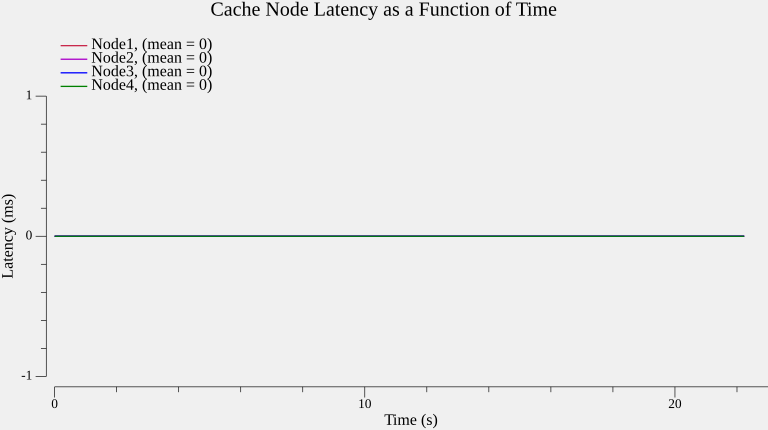 Cache Node Latency as a Function of Time
Node1, (mean = 0)
Node2, (mean = 0)
Node3, (mean = 0)
Node4, (mean = 0)
1
0
-1
Latency (ms)
0
10
20
Time (s)